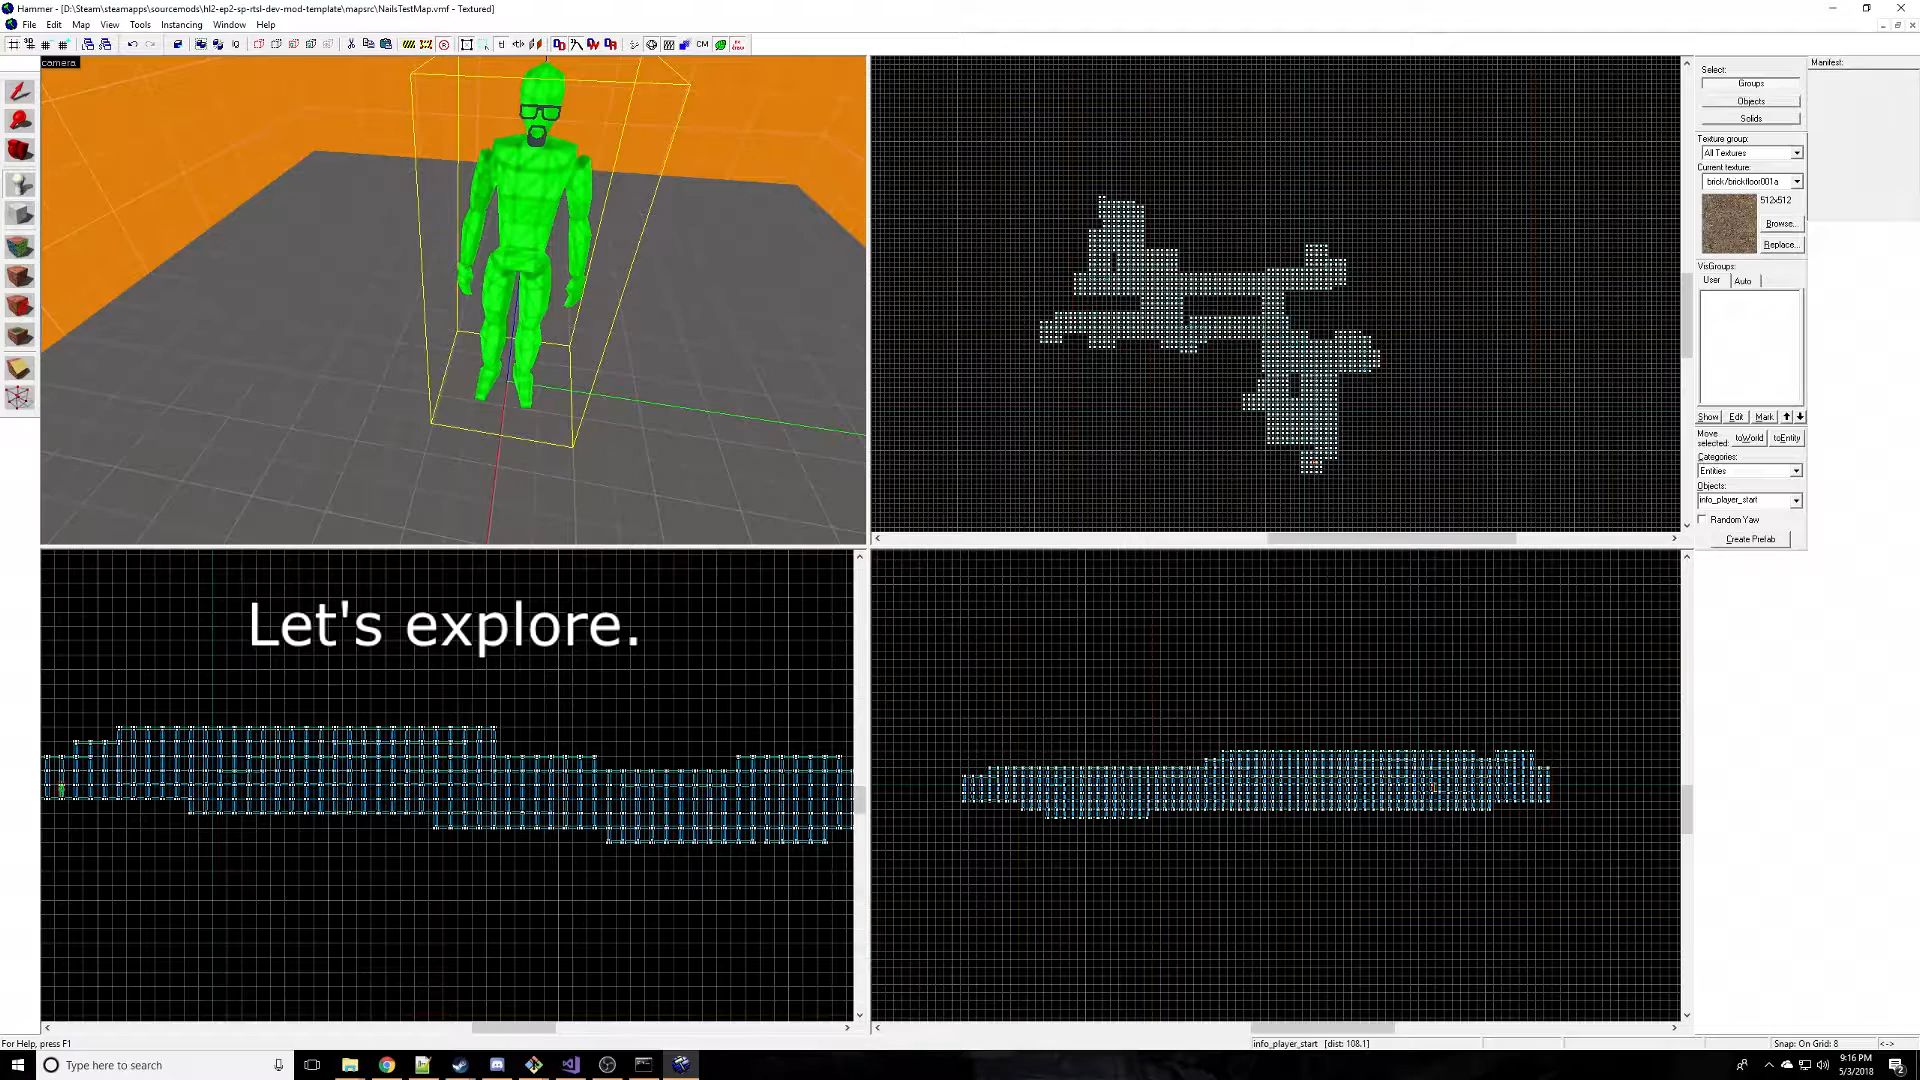 Hammer - [D:\Steam\steamapps\sourcemods\hl2-ep2-sp-rtsl-dev-mod-template\mapsrc\NailsTestMap.vmf - Textured]
File Edit Map View Tools Instancing Window Help
CM
camera
Select:
Groups
Objects
Solids
Texture group:
All Textures
Current texture:
brick/brickfloor001a
512x512
Browse...
Replace...
VisGroups:
User Auto
Show Edit Mark
Move selected:
toWorld toEntity
Categories:
Entities
Objects:
info_player_start
Random Yaw
Create Prefab
Manifest:
Let's explore.
For Help, press F1
info_player_start [dist: 108.1]
Snap: On Grid: 8
<->
Type here to search
9:16 PM
5/3/2018
2